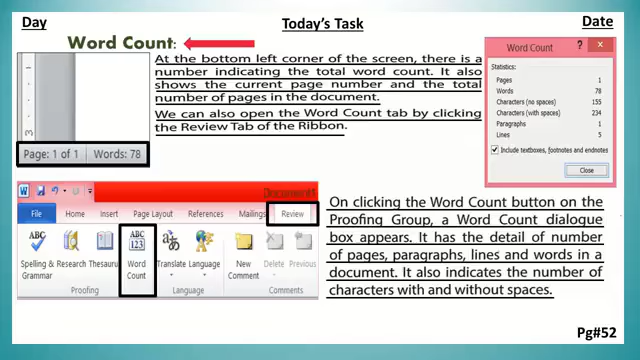 Day
Today's Task
Date
Word Count:
At the bottom left corner of the screen, there is a
number indicating the total word count. It also
shows the current page number and the total
number of pages in the document.
We can also open the Word Count tab by clicking
the Review Tab of the Ribbon.
Page: 1 of 1 Words: 78
Word Count
Statistics:
Pages 1
Words 78
Characters (no spaces) 155
Characters (with spaces) 234
Paragraphs 1
Lines 5
Include textboxes, footnotes and endnotes
Close
Document1
File Home Insert Page Layout References Mailings Review
ABC
ABC
123
Spelling & Grammar
Research
Thesaurus
Word Count
Translate
Language
New Comment
Delete
Previous
Proofing
Language
Comments
On clicking the Word Count button on the
Proofing Group, a Word Count dialogue
box appears. It has the detail of number
of pages, paragraphs, lines and words in a
document. It also indicates the number of
characters with and without spaces.
Pg#52